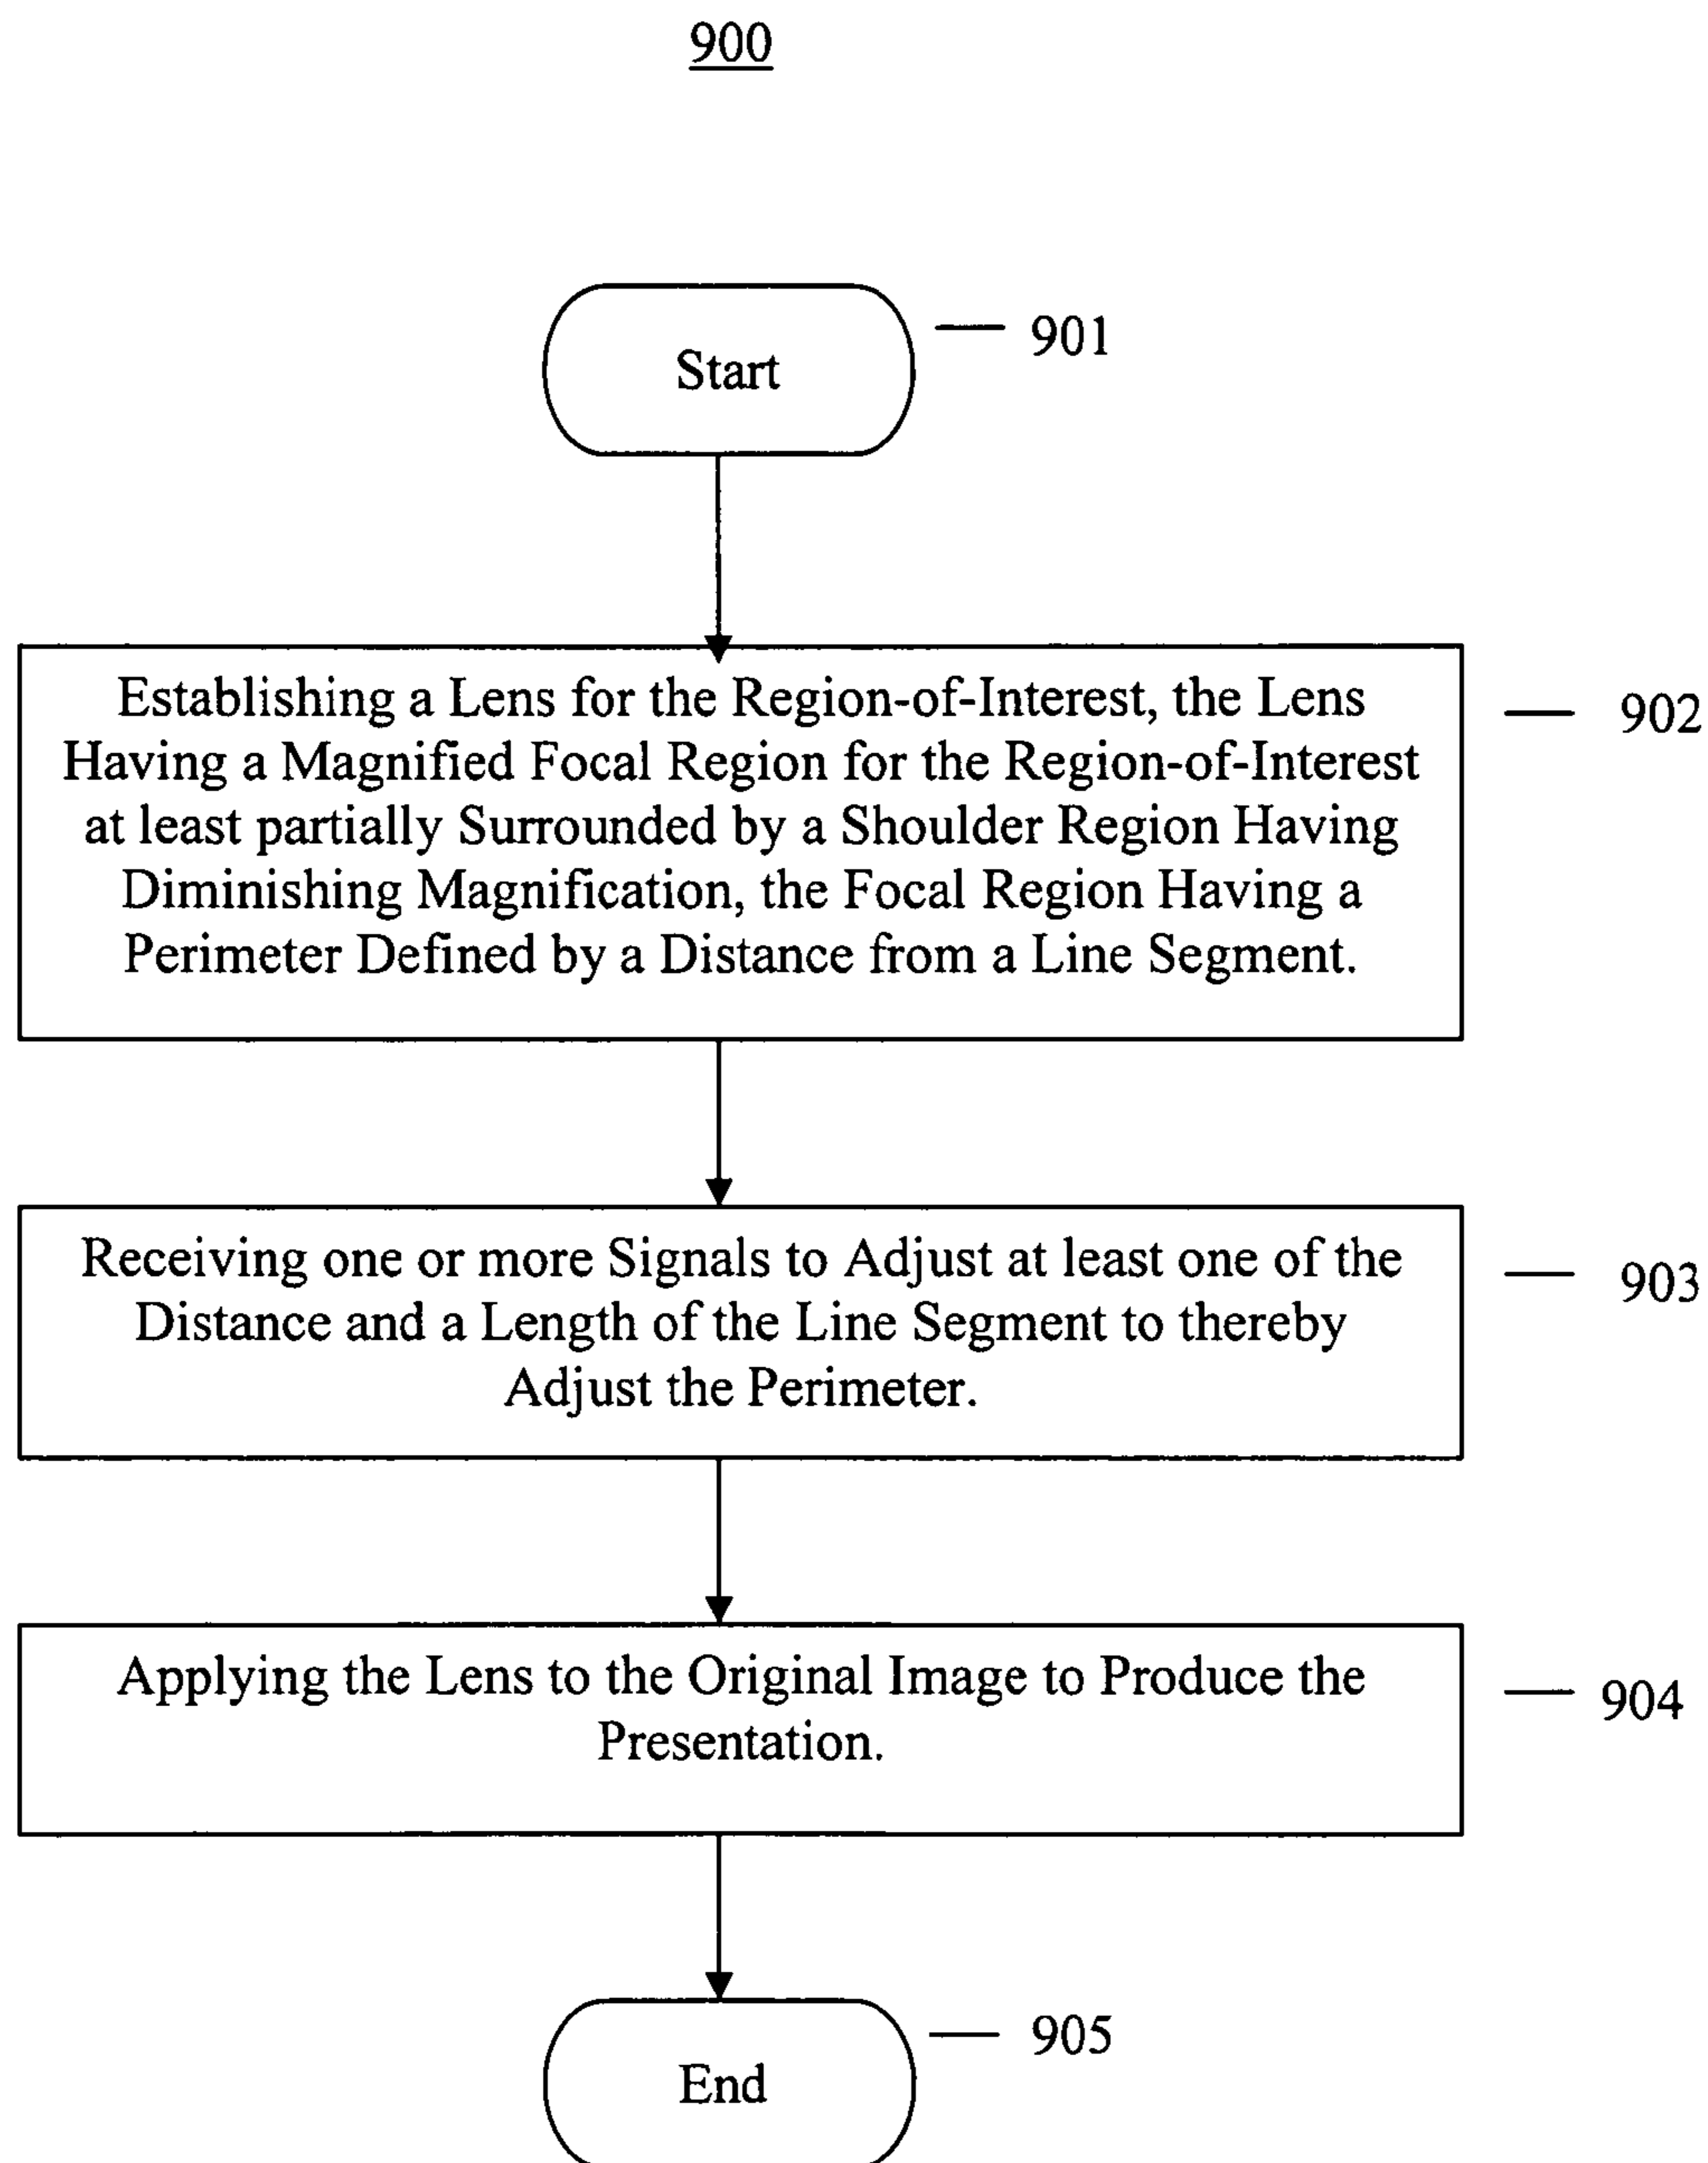 900
Start
901
Establishing a Lens for the Region-of-Interest, the Lens
Having a Magnified Focal Region for the Region-of-Interest
at least partially Surrounded by a Shoulder Region Having
Diminishing Magnification, the Focal Region Having a
Perimeter Defined by a Distance from a Line Segment.
902
Receiving one or more Signals to Adjust at least one of the
Distance and a Length of the Line Segment to thereby
Adjust the Perimeter.
903
Applying the Lens to the Original Image to Produce the
Presentation.
904
End
905